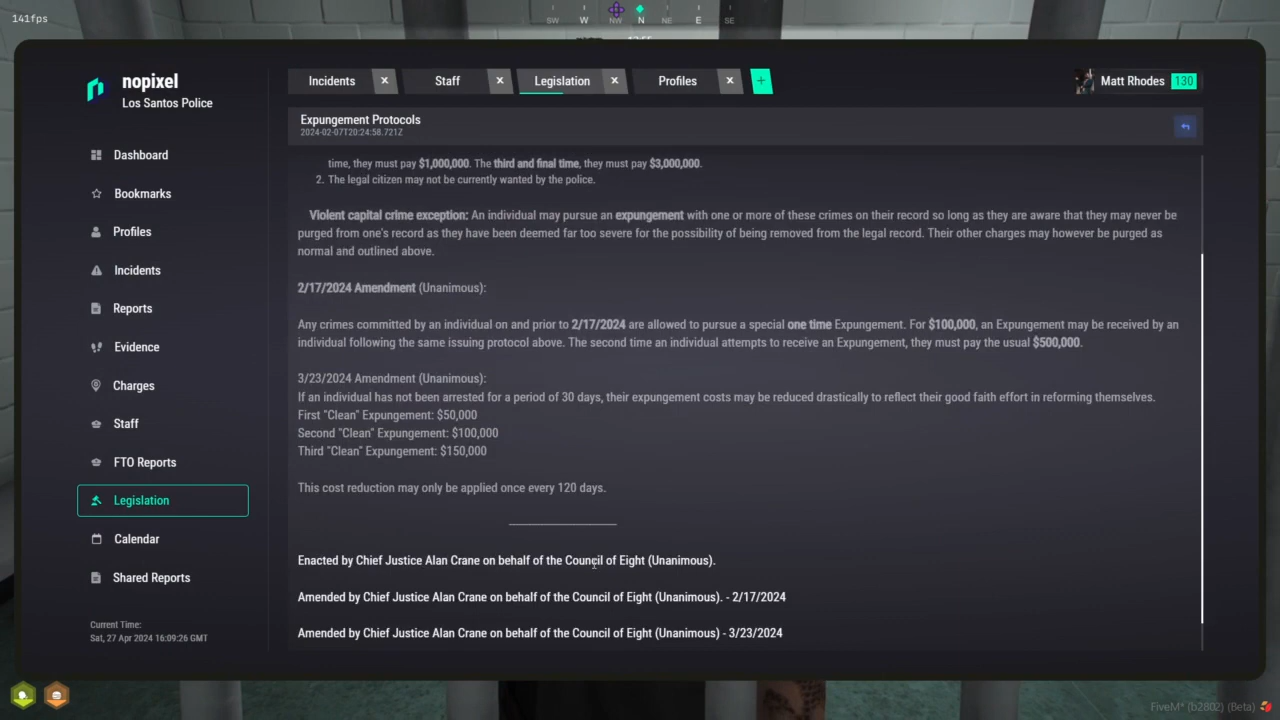 141fps
SW W NW N NE E SE
nopixel
Los Santos Police
Incidents
Staff
Legislation
Profiles
Matt Rhodes 130
Dashboard
Bookmarks
Profiles
Incidents
Reports
Evidence
Charges
Staff
FTO Reports
Legislation
Calendar
Shared Reports
Current Time:
Sat, 27 Apr 2024 16:09:26 GMT
Expungement Protocols
2024-02-07T20:24:58.721Z
time, they must pay $1,000,000. The third and final time, they must pay $3,000,000.
2. The legal citizen may not be currently wanted by the police.
Violent capital crime exception: An individual may pursue an expungement with one or more of these crimes on their record so long as they are aware that they may never be
purged from one's record as they have been deemed far too severe for the possibility of being removed from the legal record. Their other charges may however be purged as
normal and outlined above.
2/17/2024 Amendment (Unanimous):
Any crimes committed by an individual on and prior to 2/17/2024 are allowed to pursue a special one time Expungement. For $100,000, an Expungement may be received by an
individual following the same issuing protocol above. The second time an individual attempts to receive an Expungement, they must pay the usual $500,000.
3/23/2024 Amendment (Unanimous):
If an individual has not been arrested for a period of 30 days, their expungement costs may be reduced drastically to reflect their good faith effort in reforming themselves.
First "Clean" Expungement: $50,000
Second "Clean" Expungement: $100,000
Third "Clean" Expungement: $150,000
This cost reduction may only be applied once every 120 days.
Enacted by Chief Justice Alan Crane on behalf of the Council of Eight (Unanimous).
Amended by Chief Justice Alan Crane on behalf of the Council of Eight (Unanimous). - 2/17/2024
Amended by Chief Justice Alan Crane on behalf of the Council of Eight (Unanimous) - 3/23/2024
FiveM* (b2802) (Beta)